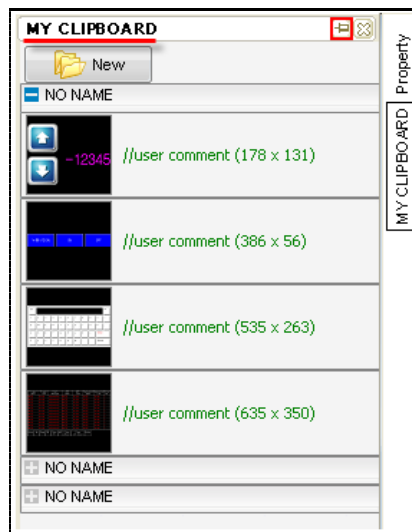 MY CLIPBOARD
New
NO NAME
-12345
//user comment (178 x 131)
//user comment (386 x 56)
//user comment (535 x 263)
//user comment (635 x 350)
NO NAME
NO NAME
Property
MY CLIPBOARD